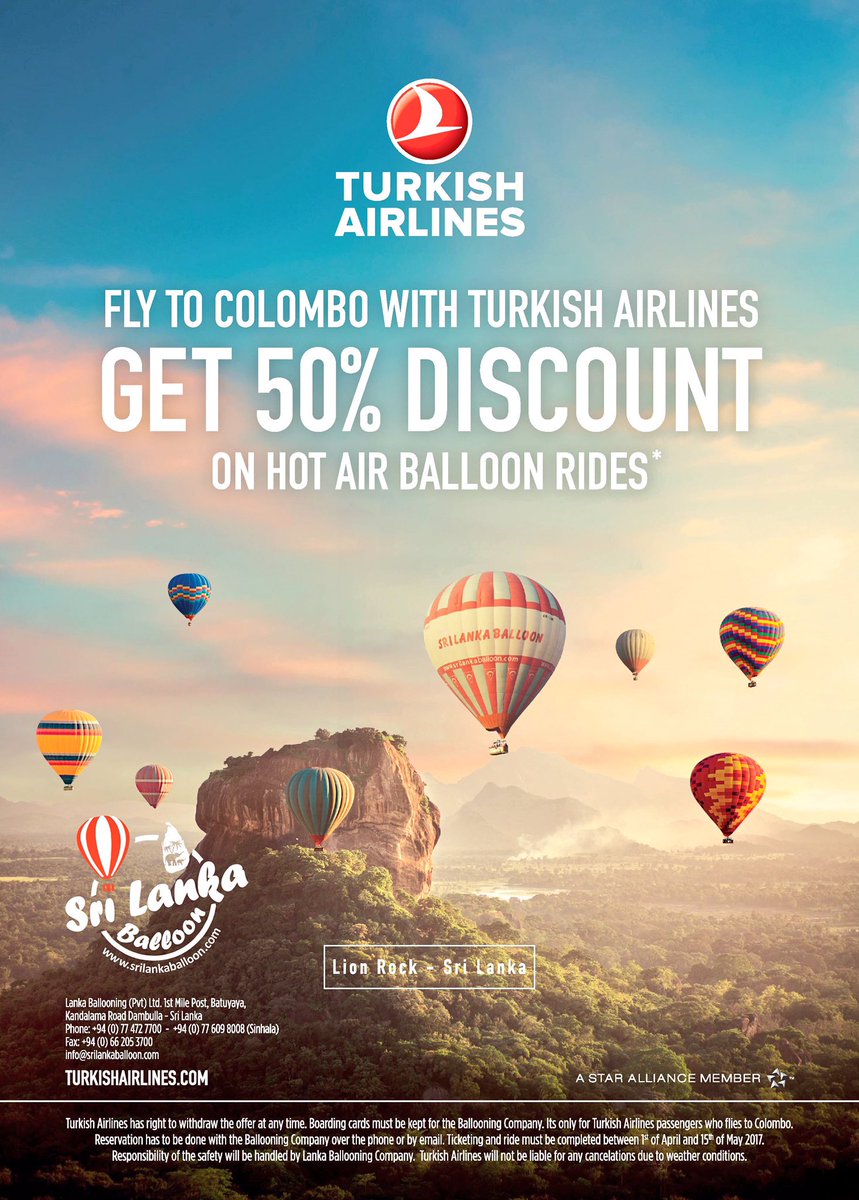 TURKISH
AIRLINES
FLY TO COLOMBO WITH TURKISH AIRLINES
GET 50% DISCOUNT
ON HOT AIR BALLOON RIDES*
SRI LANKA BALLOON
www.srilankaballoon.com
Sri Lanka
Balloon
www.srilankaballoon.com
Lion Rock - Sri Lanka
Lanka Ballooning (Pvt) Ltd. 1st Mile Post, Batuyaya,
Kandalama Road Dambulla - Sri Lanka
Phone: +94 (0) 77 472 7700 - +94 (0) 77 609 8008 (Sinhala)
Fax: +94 (0) 66 205 3700
info@srilankaballoon.com
TURKISHAIRLINES.COM
A STAR ALLIANCE MEMBER ™
Turkish Airlines has right to withdraw the offer at any time. Boarding cards must be kept for the Ballooning Company. Its only for Turkish Airlines passengers who flies to Colombo.
Reservation has to be done with the Ballooning Company over the phone or by email. Ticketing and ride must be completed between 1st of April and 15th of May 2017.
Responsibility of the safety will be handled by Lanka Ballooning Company. Turkish Airlines will not be liable for any cancelations due to weather conditions.